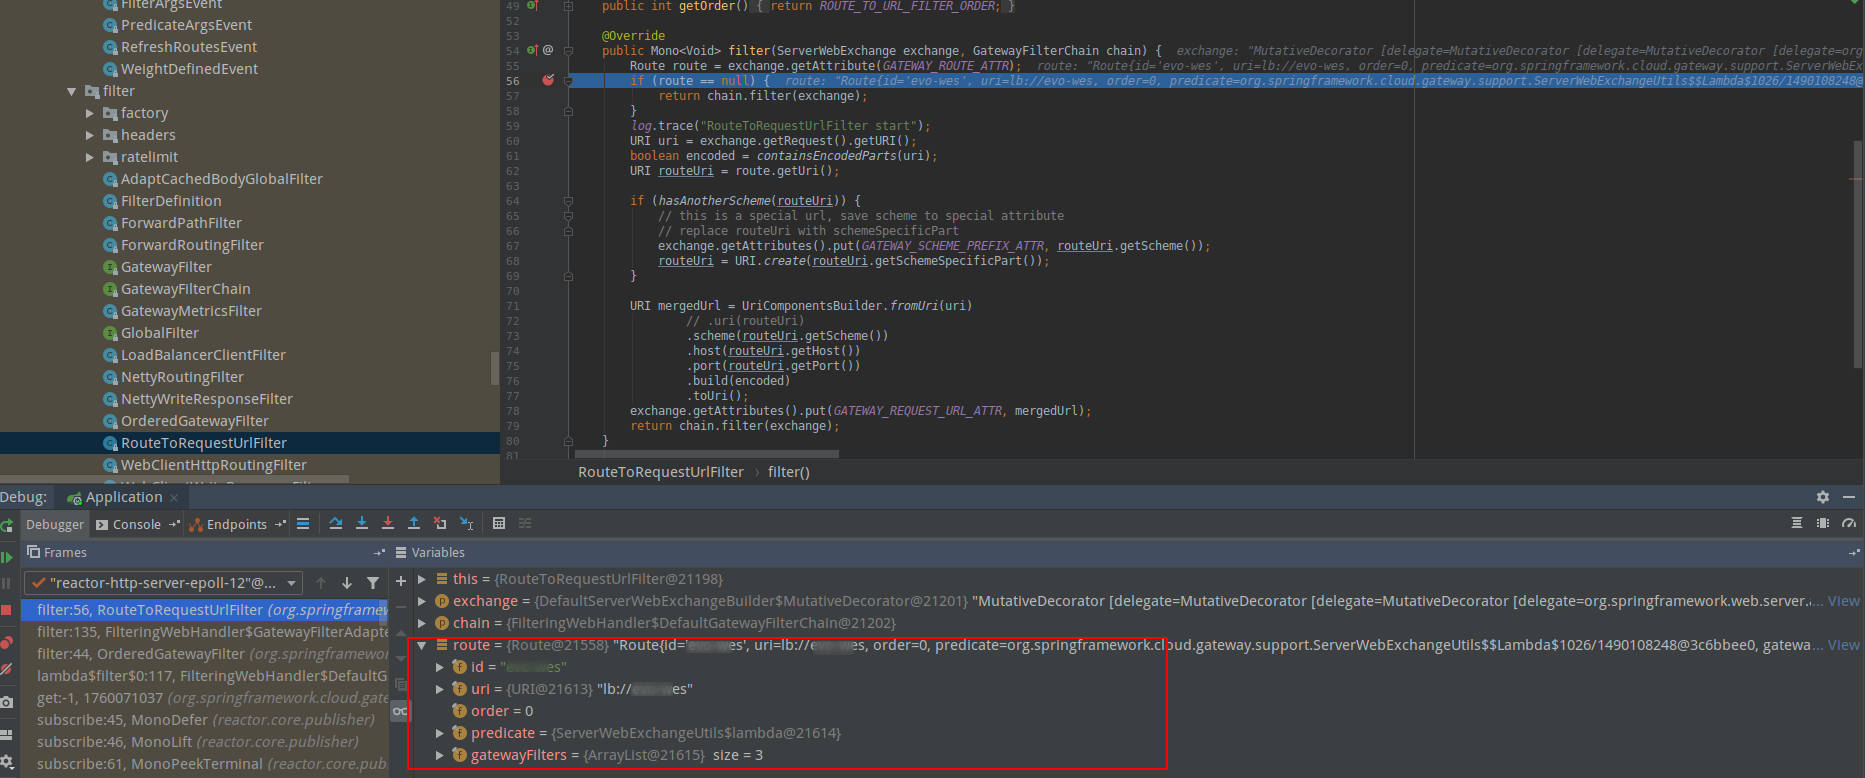 FilterArgsEvent
PredicateArgsEvent
RefreshRoutesEvent
WeightDefinedEvent
filter
factory
headers
ratelimit
AdaptCachedBodyGlobalFilter
FilterDefinition
ForwardPathFilter
ForwardRoutingFilter
GatewayFilter
GatewayFilterChain
GatewayMetricsFilter
GlobalFilter
LoadBalancerClientFilter
NettyRoutingFilter
NettyWriteResponseFilter
OrderedGatewayFilter
RouteToRequestUrlFilter
WebClientHttpRoutingFilter
49 public int getOrder() { return ROUTE_TO_URL_FILTER_ORDER; }
52
53 @Override
54 @ public Mono<Void> filter(ServerWebExchange exchange, GatewayFilterChain chain) { exchange: "MutativeDecorator [delegate=MutativeDecorator [delegate=MutativeDecorator [delegate=org
55 Route route = exchange.getAttribute(GATEWAY_ROUTE_ATTR); route: "Route{id='evo-wes', uri=lb://evo-wes, order=0, predicate=org.springframework.cloud.gateway.support.ServerWebEx
56 if (route == null) { route: "Route{id='evo-wes', uri=lb://evo-wes, order=0, predicate=org.springframework.cloud.gateway.support.ServerWebExchangeUtils$$Lambda$1026/1490108248@
57 return chain.filter(exchange);
58 }
59 log.trace("RouteToRequestUrlFilter start");
60 URI uri = exchange.getRequest().getURI();
61 boolean encoded = containsEncodedParts(uri);
62 URI routeUri = route.getUri();
63
64 if (hasAnotherScheme(routeUri)) {
65 // this is a special url, save scheme to special attribute
66 // replace routeUri with schemeSpecificPart
67 exchange.getAttributes().put(GATEWAY_SCHEME_PREFIX_ATTR, routeUri.getScheme());
68 routeUri = URI.create(routeUri.getSchemeSpecificPart());
69 }
70
71 URI mergedUrl = UriComponentsBuilder.fromUri(uri)
72 // .uri(routeUri)
73 .scheme(routeUri.getScheme())
74 .host(routeUri.getHost())
75 .port(routeUri.getPort())
76 .build(encoded)
77 .toUri();
78 exchange.getAttributes().put(GATEWAY_REQUEST_URL_ATTR, mergedUrl);
79 return chain.filter(exchange);
80 }
81
RouteToRequestUrlFilter › filter()
Debug: Application
Debugger Console Endpoints
Frames
"reactor-http-server-epoll-12"@...
filter:56, RouteToRequestUrlFilter (org.springframew
filter:135, FilteringWebHandler$GatewayFilterAdapte
filter:44, OrderedGatewayFilter (org.springframework
lambda$filter$0:117, FilteringWebHandler$DefaultG
get:-1, 1760071037 (org.springframework.cloud.gate
subscribe:45, MonoDefer (reactor.core.publisher)
subscribe:46, MonoLift (reactor.core.publisher)
subscribe:61, MonoPeekTerminal (reactor.core.pub
Variables
this = {RouteToRequestUrlFilter@21198}
exchange = {DefaultServerWebExchangeBuilder$MutativeDecorator@21201} "MutativeDecorator [delegate=MutativeDecorator [delegate=MutativeDecorator [delegate=org.springframework.web.server.... View
chain = {FilteringWebHandler$DefaultGatewayFilterChain@21202}
route = {Route@21558} "Route{id='es', uri=lb://es, order=0, predicate=org.springframework.cloud.gateway.support.ServerWebExchangeUtils$$Lambda$1026/1490108248@3c6bbee0, gatewa... View
id = "es"
uri = {URI@21613} "lb://es"
order = 0
predicate = {ServerWebExchangeUtils$lambda@21614}
gatewayFilters = {ArrayList@21615} size = 3